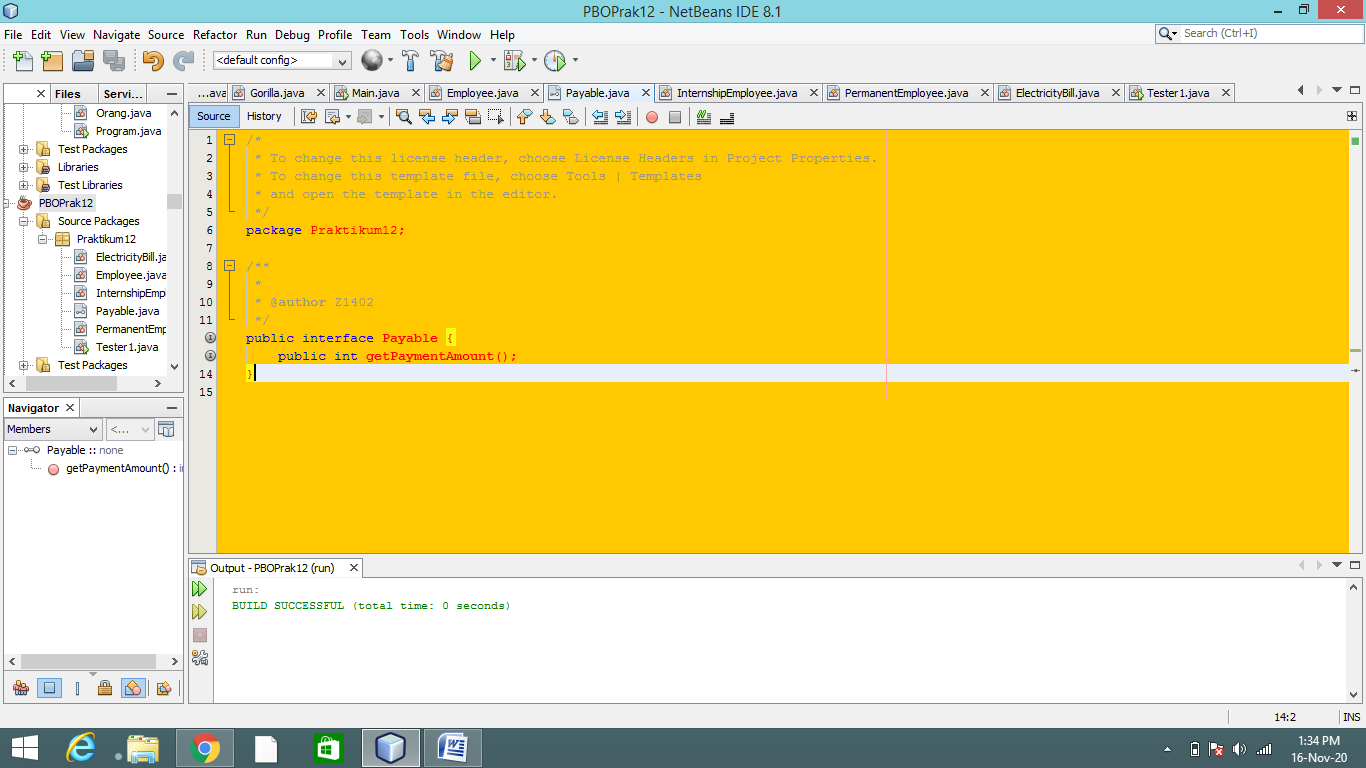 PBOPrak12 - NetBeans IDE 8.1
File Edit View Navigate Source Refactor Run Debug Profile Team Tools Window Help
Search (Ctrl+I)
<default config>
Files Servi...
...ava Gorilla.java Main.java Employee.java Payable.java InternshipEmployee.java PermanentEmployee.java ElectricityBill.java Tester1.java
Source History
Orang.java
Program.java
Test Packages
Libraries
Test Libraries
PBOPrak12
Source Packages
Praktikum12
ElectricityBill.ja
Employee.java
InternshipEmp
Payable.java
PermanentEmp
Tester1.java
Test Packages
1 /*
2 * To change this license header, choose License Headers in Project Properties.
3 * To change this template file, choose Tools | Templates
4 * and open the template in the editor.
5 */
6 package Praktikum12;
7
8 /**
9 *
10 * @author Z1402
11 */
public interface Payable {
public int getPaymentAmount();
14 }
15
Navigator
Members <...
Payable :: none
getPaymentAmount() : i
Output - PBOPrak12 (run)
run:
BUILD SUCCESSFUL (total time: 0 seconds)
14:2 INS
1:34 PM
16-Nov-20